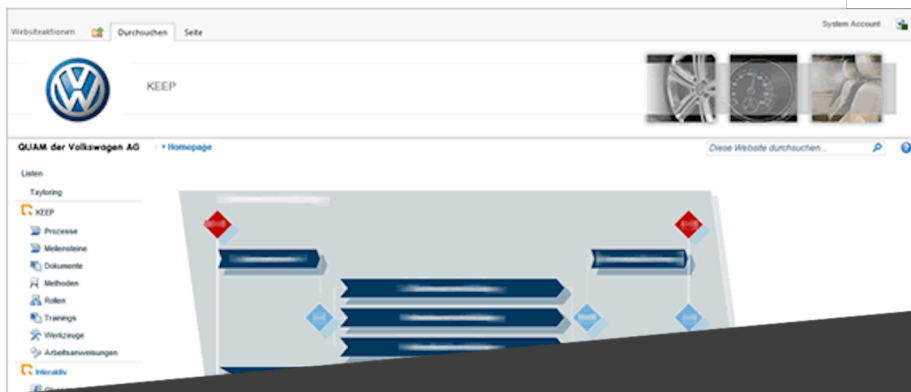 System Account
Websiteaktionen Durchsuchen Seite
KEEP
QUAM der Volkswagen AG Homepage Diese Website durchsuchen...
Listen
Tayloring
KEEP
Prozesse
Meilensteine
Dokumente
Methoden
Rollen
Trainings
Werkzeuge
Arbeitsanweisungen
Interaktiv